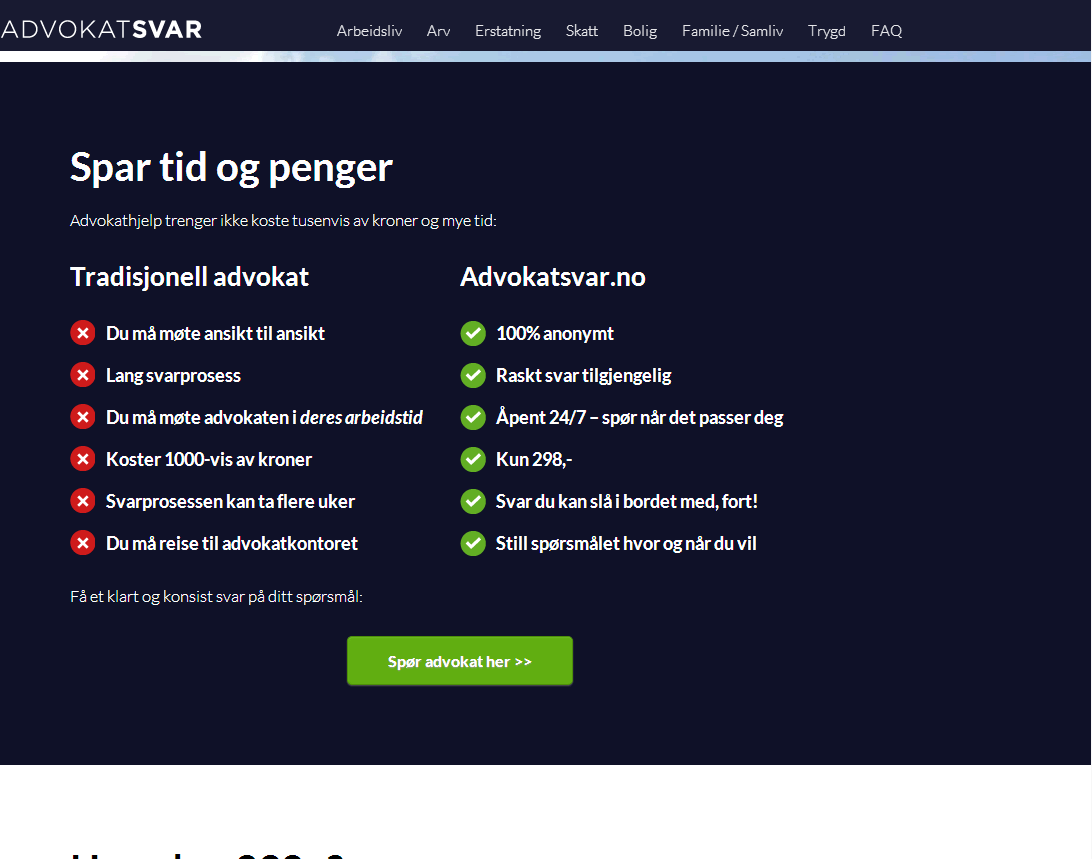 ADVOKATSVAR
Arbeidsliv Arv Erstatning Skatt Bolig Familie / Samliv Trygd FAQ
Spar tid og penger
Advokathjelp trenger ikke koste tusenvis av kroner og mye tid:
Tradisjonell advokat
Du må møte ansikt til ansikt
Lang svarprosess
Du må møte advokaten i deres arbeidstid
Koster 1000-vis av kroner
Svarprosessen kan ta flere uker
Du må reise til advokatkontoret
Advokatsvar.no
100% anonymt
Raskt svar tilgjengelig
Åpent 24/7 – spør når det passer deg
Kun 298,-
Svar du kan slå i bordet med, fort!
Still spørsmålet hvor og når du vil
Få et klart og konsist svar på ditt spørsmål:
Spør advokat her >>